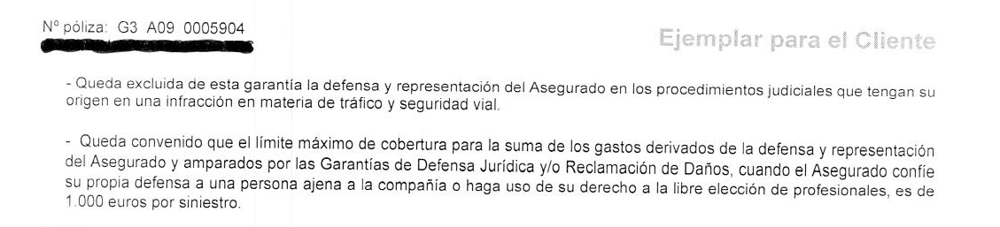 Nº póliza: G3 A09 0005904
Ejemplar para el Cliente
- Queda excluida de esta garantía la defensa y representación del Asegurado en los procedimientos judiciales que tengan su
origen en una infracción en materia de tráfico y seguridad vial.
- Queda convenido que el límite máximo de cobertura para la suma de los gastos derivados de la defensa y representación
del Asegurado y amparados por las Garantías de Defensa Jurídica y/o Reclamación de Daños, cuando el Asegurado confíe
su propia defensa a una persona ajena a la compañía o haga uso de su derecho a la libre elección de profesionales, es de
1.000 euros por siniestro.